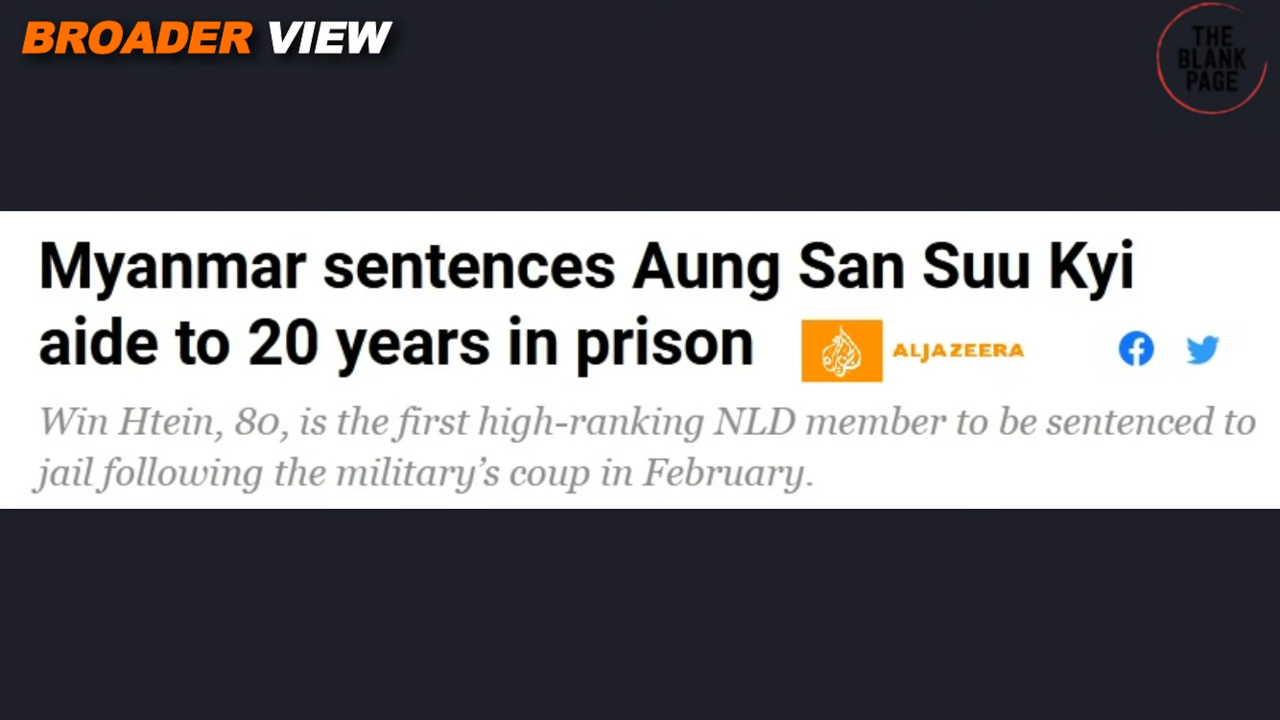 BROADER VIEW
THE
BLANK
PAGE
Myanmar sentences Aung San Suu Kyi
aide to 20 years in prison
ALJAZEERA
Win Htein, 80, is the first high-ranking NLD member to be sentenced to
jail following the military’s coup in February.